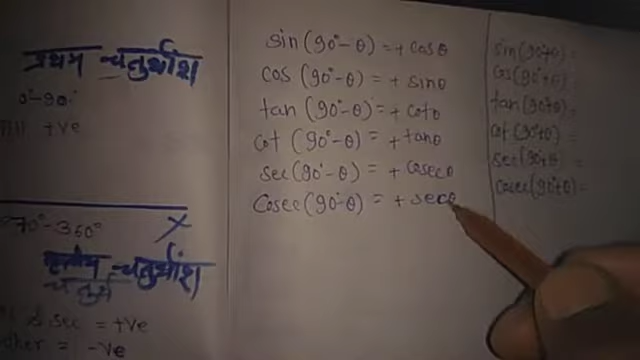 प्रथम चतुर्थांश
0°-90°
+ve
270°-360°
तृतीय चतुर्थांश
चतुर्थ
& sec = +ve
other = -ve
sin(90°-θ) = + cosθ
cos(90°-θ) = + sinθ
tan(90°-θ) = + cotθ
cot(90°-θ) = + tanθ
sec(90°-θ) = + cosecθ
Cosec(90°-θ) = + secθ
sin(90°+θ) =
cos(90°+θ) =
tan(90°+θ) =
cot(90°+θ) =
sec(90°+θ) =
cosec(90°+θ) =